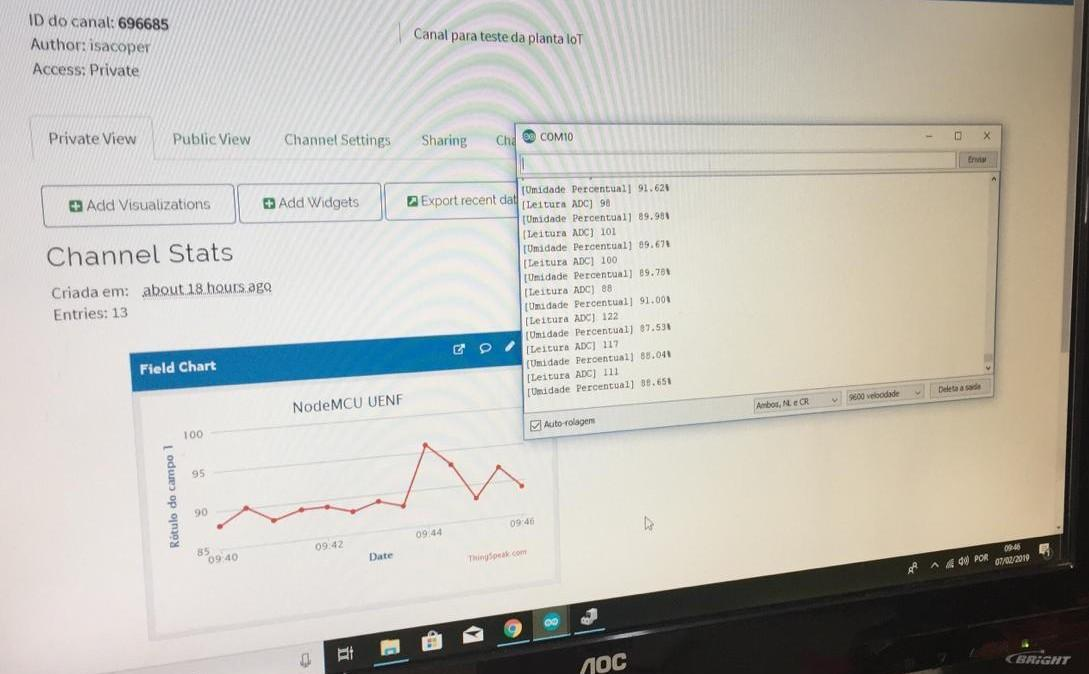 ID do canal: 696685
Author: isacoper
Access: Private
Canal para teste da planta IoT
Private View
Public View
Channel Settings
Sharing
Cha
Add Visualizations
Add Widgets
Export recent dat
Channel Stats
Criada em: about 18 hours ago
Entries: 13
Field Chart
NodeMCU UENF
Rótulo do campo 1
100
95
90
85
09:40
09:42
09:44
09:46
Date
ThingSpeak.com
COM10
Enviar
[Umidade Percentual] 91.62%
[Leitura ADC] 98
[Umidade Percentual] 89.98%
[Leitura ADC] 101
[Umidade Percentual] 89.67%
[Leitura ADC] 100
[Umidade Percentual] 89.78%
[Leitura ADC] 88
[Umidade Percentual] 91.00%
[Leitura ADC] 122
[Umidade Percentual] 87.53%
[Leitura ADC] 117
[Umidade Percentual] 88.04%
[Leitura ADC] 111
[Umidade Percentual] 88.65%
Auto-rolagem
Ambos, NL e CR
9600 velocidade
Deleta a saida
POR
09:46
07/02/2019
AOC
BRIGHT